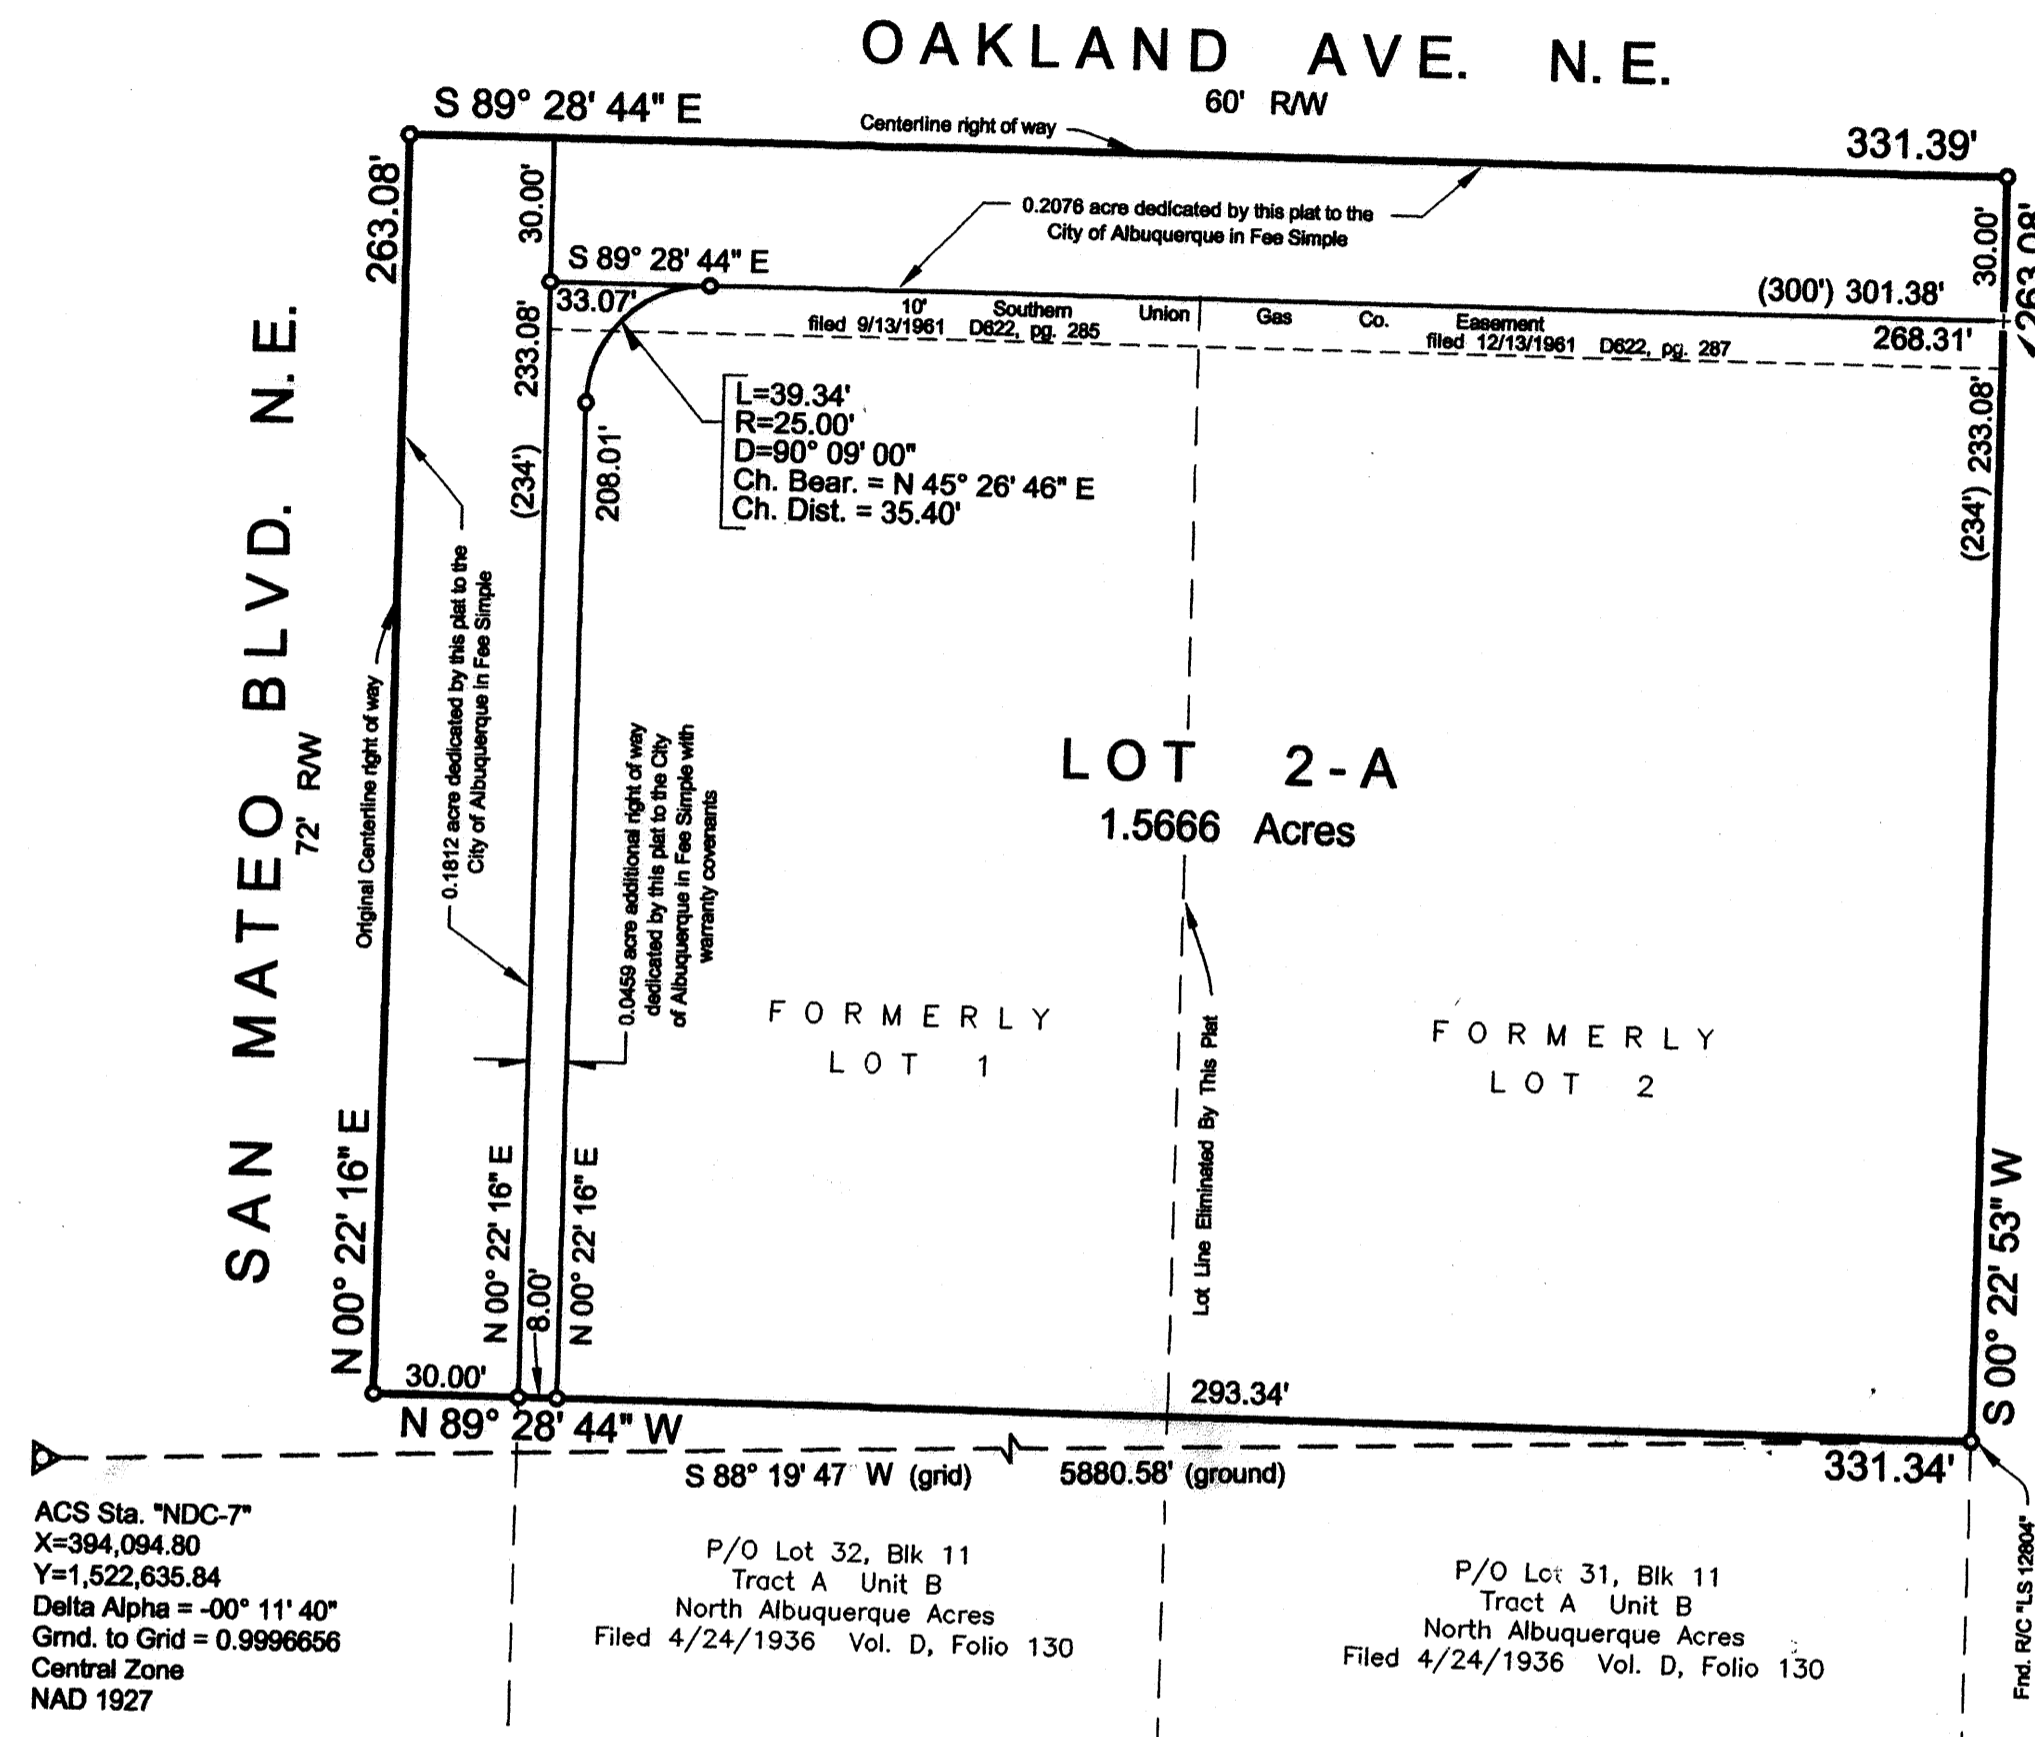 OAKLAND AVE. N.E.
60' R/W
S 89° 28' 44" E
Centerline right of way
331.39'
263.08'
30.00'
0.2076 acre dedicated by this plat to the
City of Albuquerque in Fee Simple
30.00'
263.08'
S 89° 28' 44" E
(300') 301.38'
33.07'
10' Southern Union Gas Co. Easement
filed 9/13/1961 D622, pg. 285
filed 12/13/1961 D622, pg. 287
268.31'
(234') 233.08'
208.01'
L=39.34'
R=25.00'
D=90° 09' 00"
Ch. Bear. = N 45° 26' 46" E
Ch. Dist. = 35.40'
(234') 233.08'
SAN MATEO BLVD. N.E.
72' R/W
Original Centerline right of way
0.1812 acre dedicated by this plat to the
City of Albuquerque in Fee Simple
0.0459 acre additional right of way
dedicated by this plat to the City
of Albuquerque in Fee Simple with
warranty covenants
LOT 2-A
1.5666 Acres
FORMERLY
LOT 1
FORMERLY
LOT 2
Lot Line Eliminated By This Plat
N 00° 22' 16" E
N 00° 22' 16" E
8.00'
N 00° 22' 16" E
S 00° 22' 53" W
30.00'
293.34'
N 89° 28' 44" W
331.34'
S 88° 19' 47 W (grid) 5880.58' (ground)
ACS Sta. "NDC-7"
X=394,094.80
Y=1,522,635.84
Delta Alpha = -00° 11' 40"
Grnd. to Grid = 0.9996656
Central Zone
NAD 1927
P/O Lot 32, Blk 11
Tract A Unit B
North Albuquerque Acres
Filed 4/24/1936 Vol. D, Folio 130
P/O Lot 31, Blk 11
Tract A Unit B
North Albuquerque Acres
Filed 4/24/1936 Vol. D, Folio 130
Fnd. R/C "LS 12804"